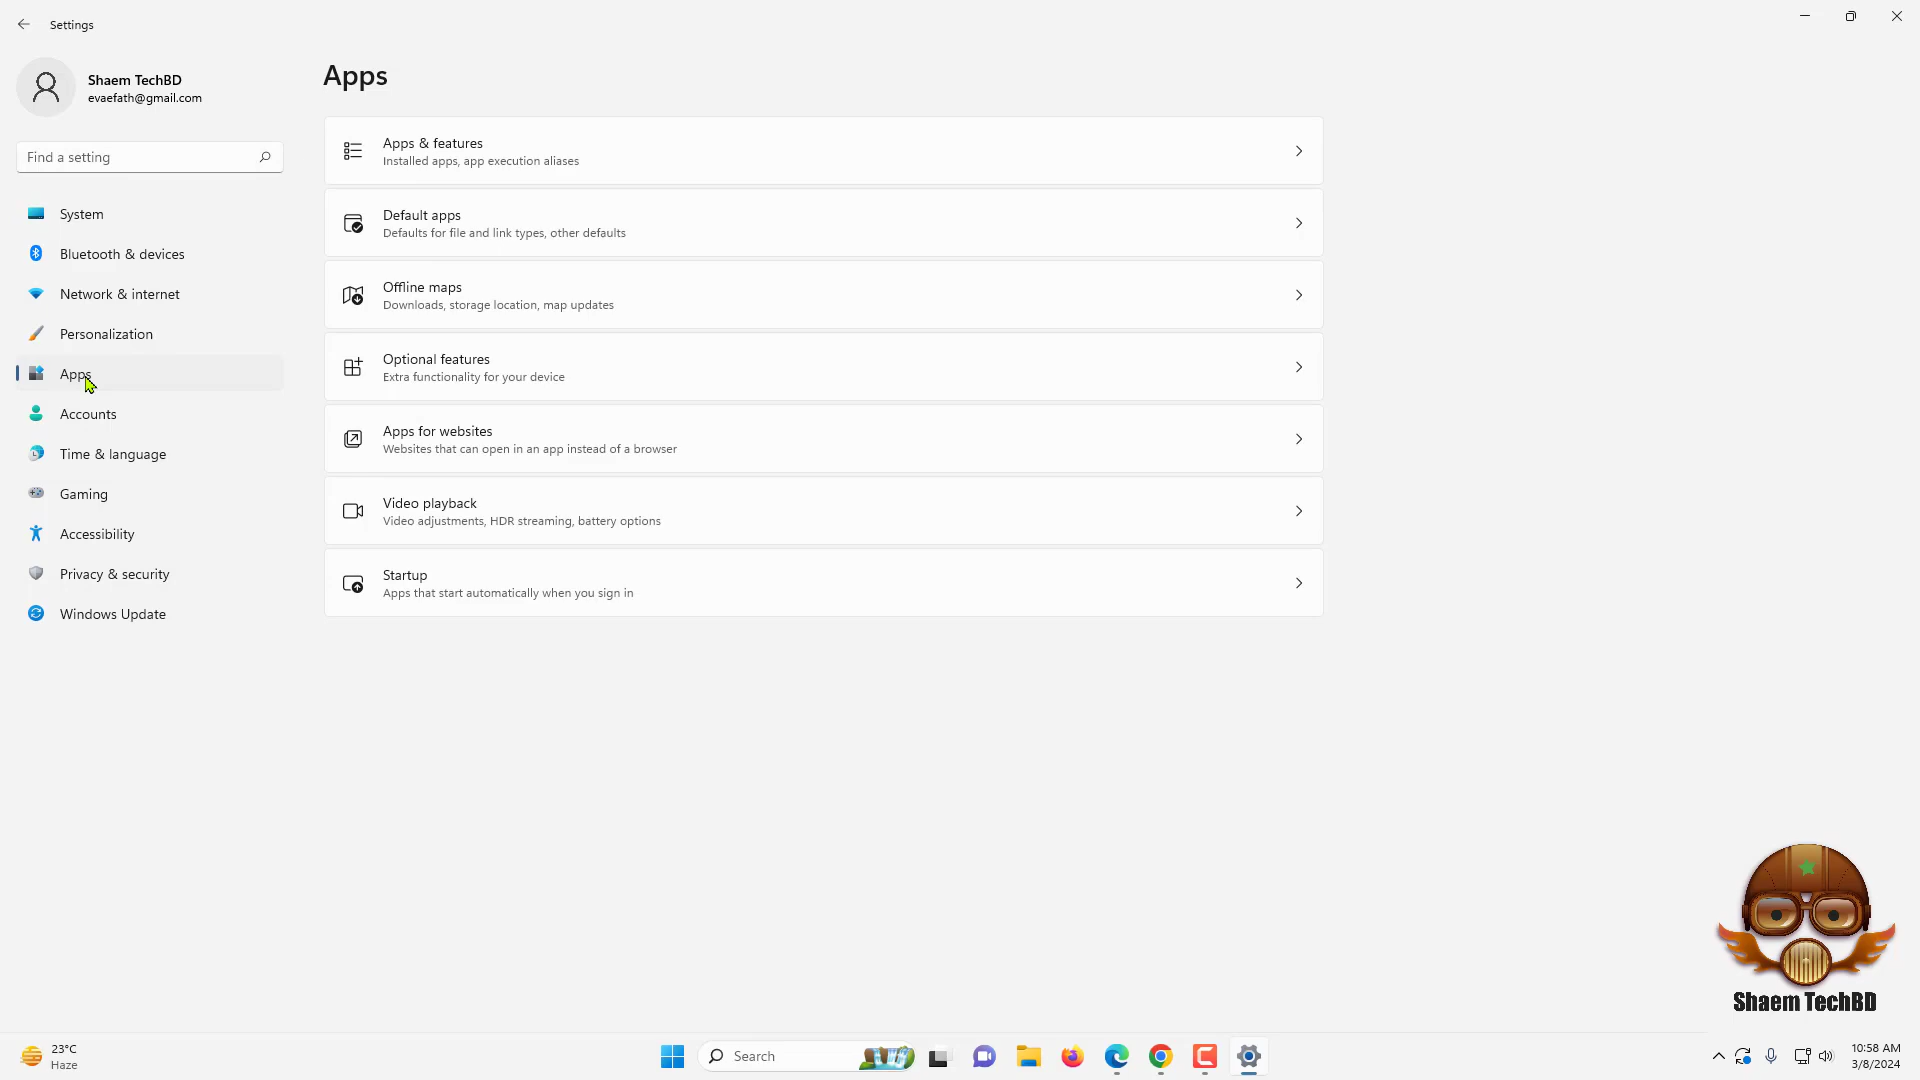 Settings
Shaem TechBD
evaefath@gmail.com
Find a setting
System
Bluetooth & devices
Network & internet
Personalization
Apps
Accounts
Time & language
Gaming
Accessibility
Privacy & security
Windows Update
Apps
Apps & features
Installed apps, app execution aliases
Default apps
Defaults for file and link types, other defaults
Offline maps
Downloads, storage location, map updates
Optional features
Extra functionality for your device
Apps for websites
Websites that can open in an app instead of a browser
Video playback
Video adjustments, HDR streaming, battery options
Startup
Apps that start automatically when you sign in
Shaem TechBD
23°C
Haze
Search
10:58 AM
3/8/2024